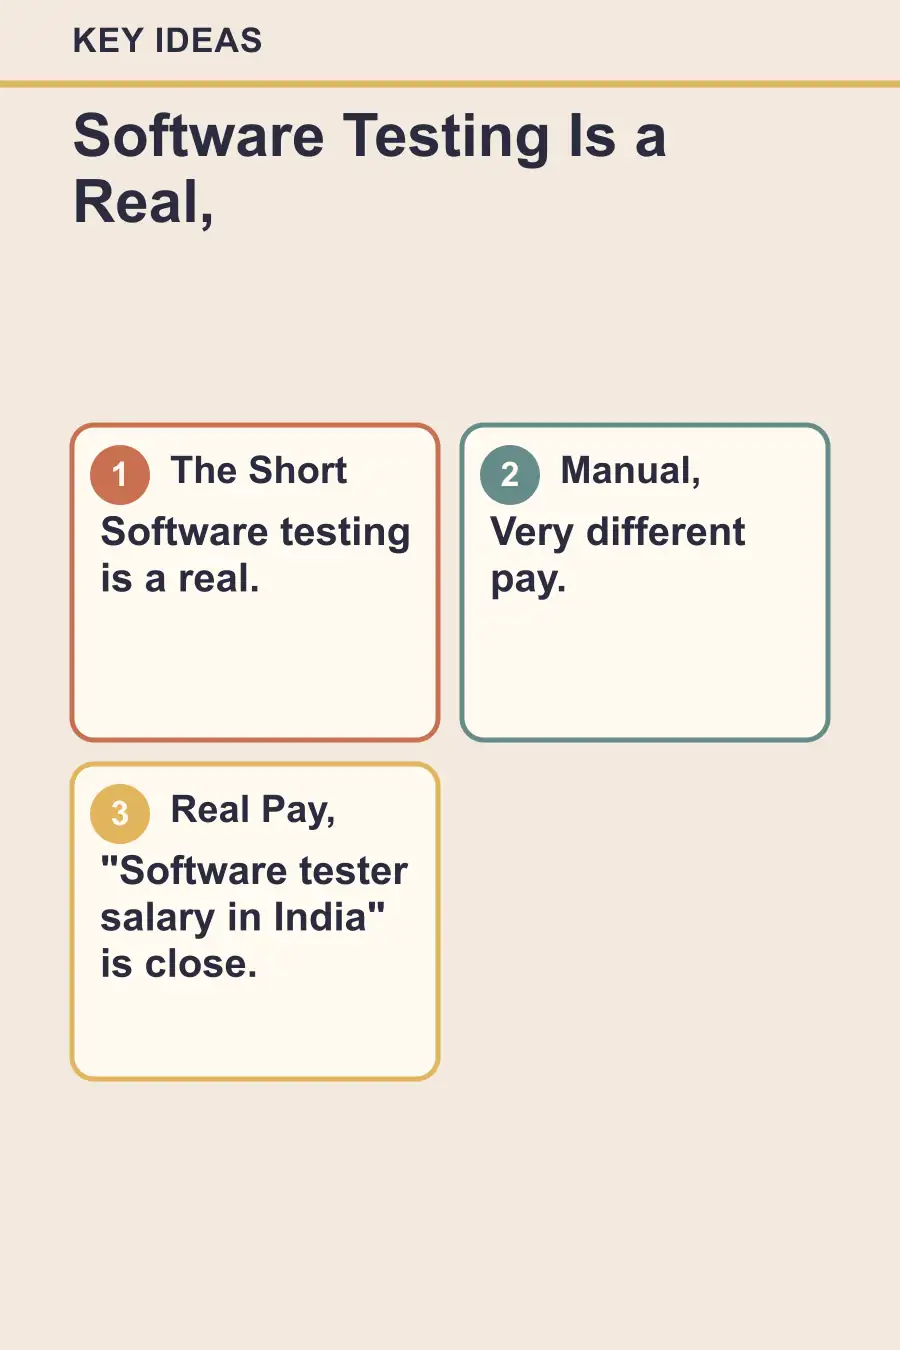 KEY IDEAS
Software Testing Is a
Real,
1 The Short
Software testing
is a real.
2 Manual,
Very different
pay.
3 Real Pay,
"Software tester
salary in India"
is close.